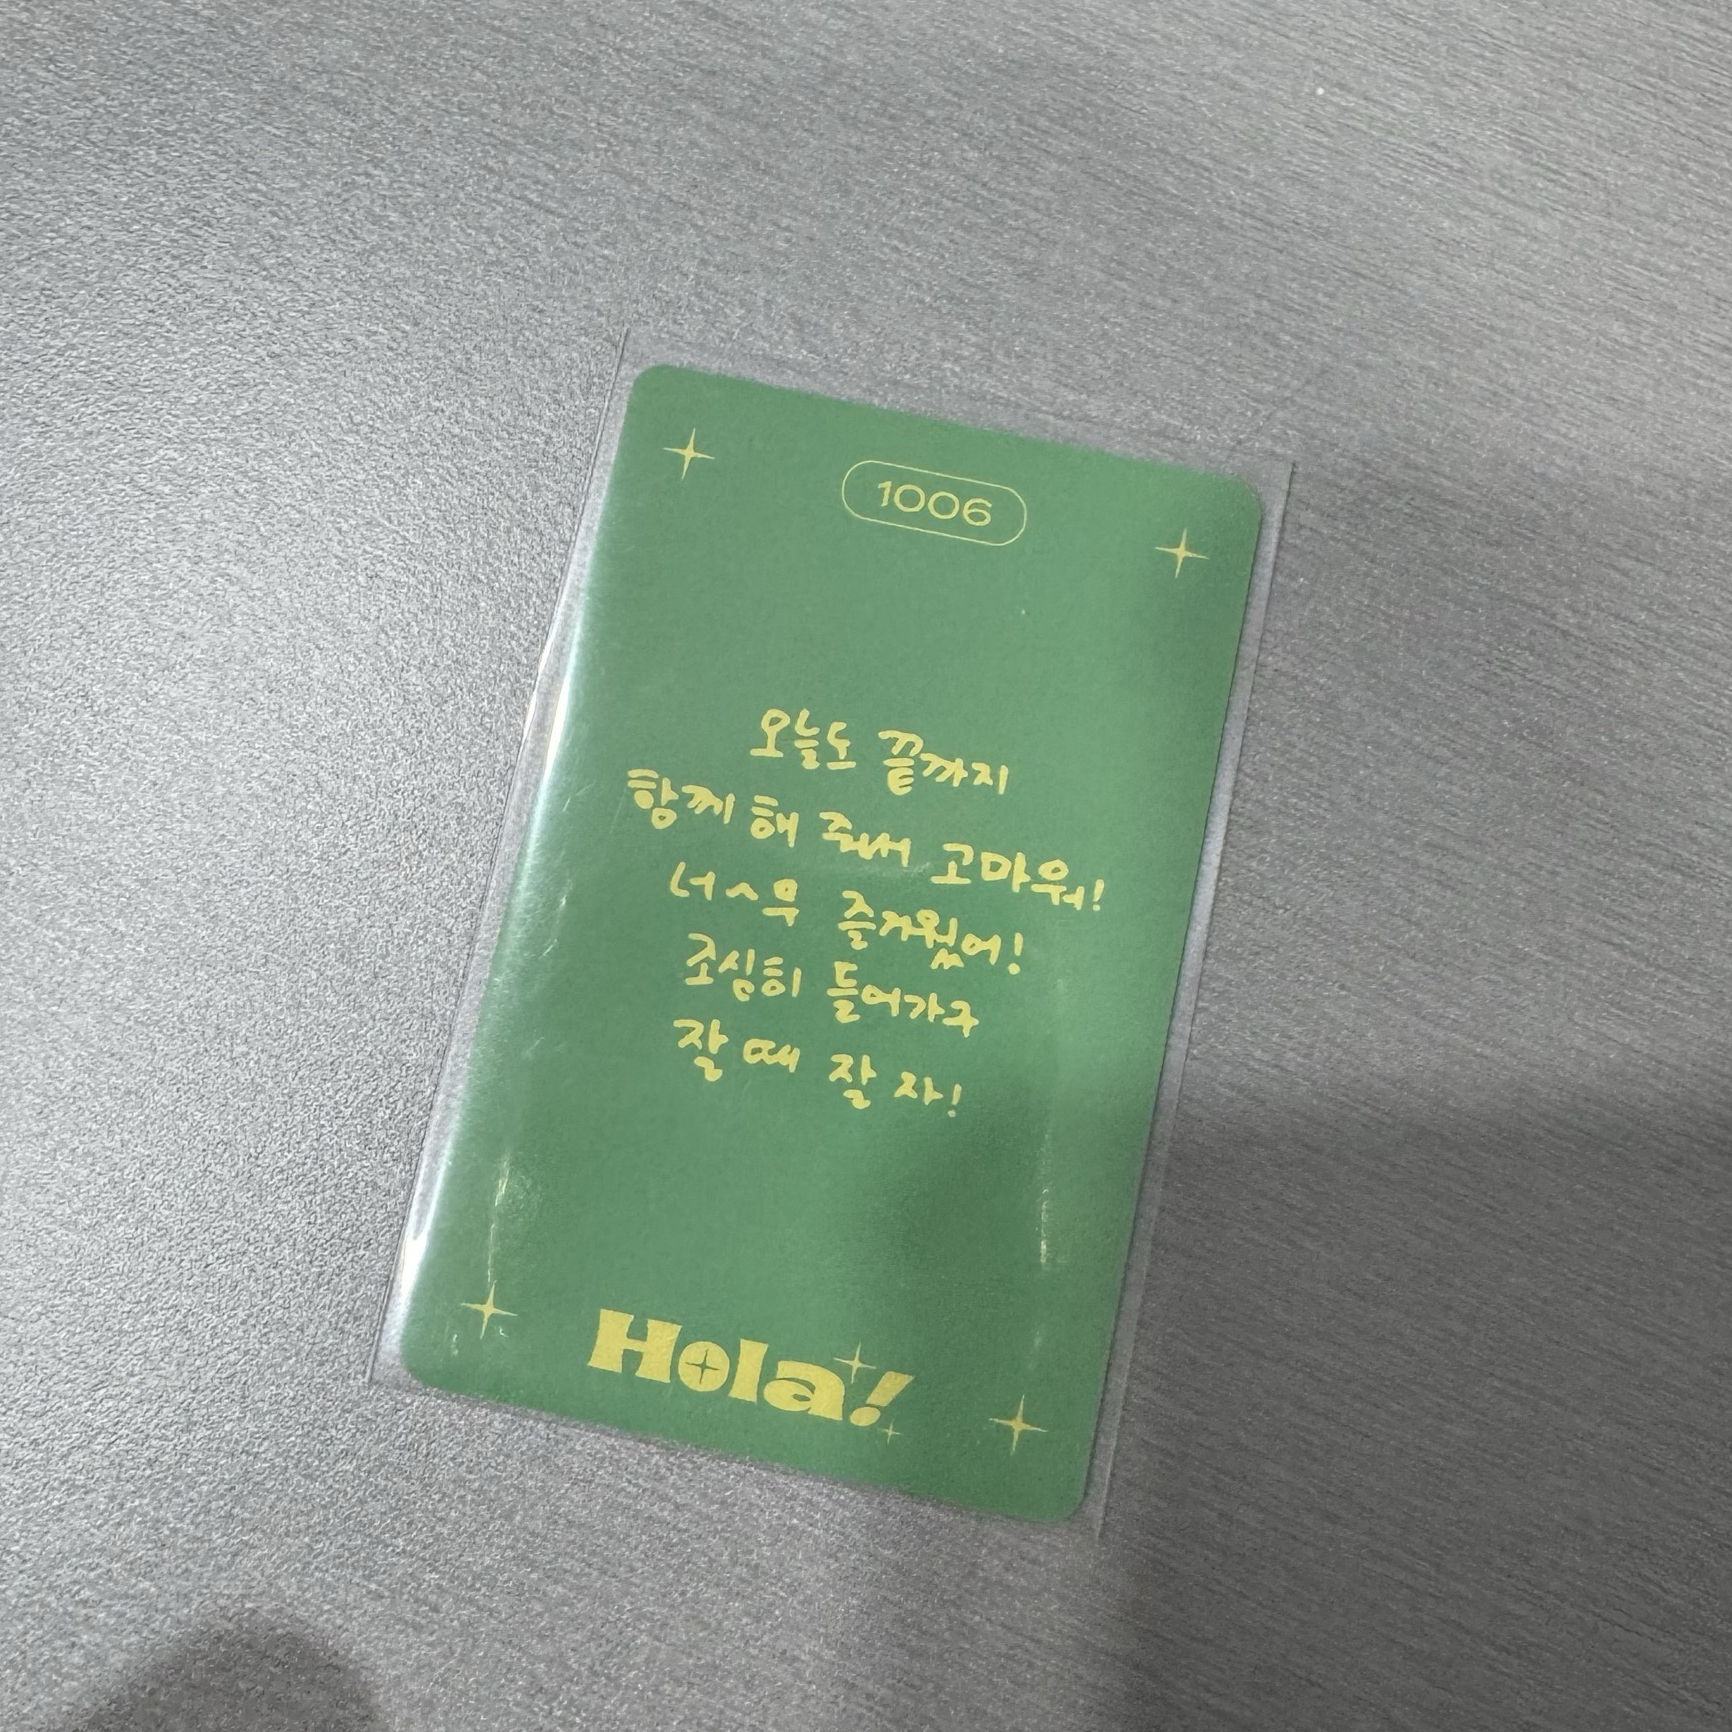 1006
오늘도 끝까지
함께 해 줘서 고마워!
너ㅅ무 즐거웠어!
조심히 들어가구
잘 때 잘 자!
Hola!